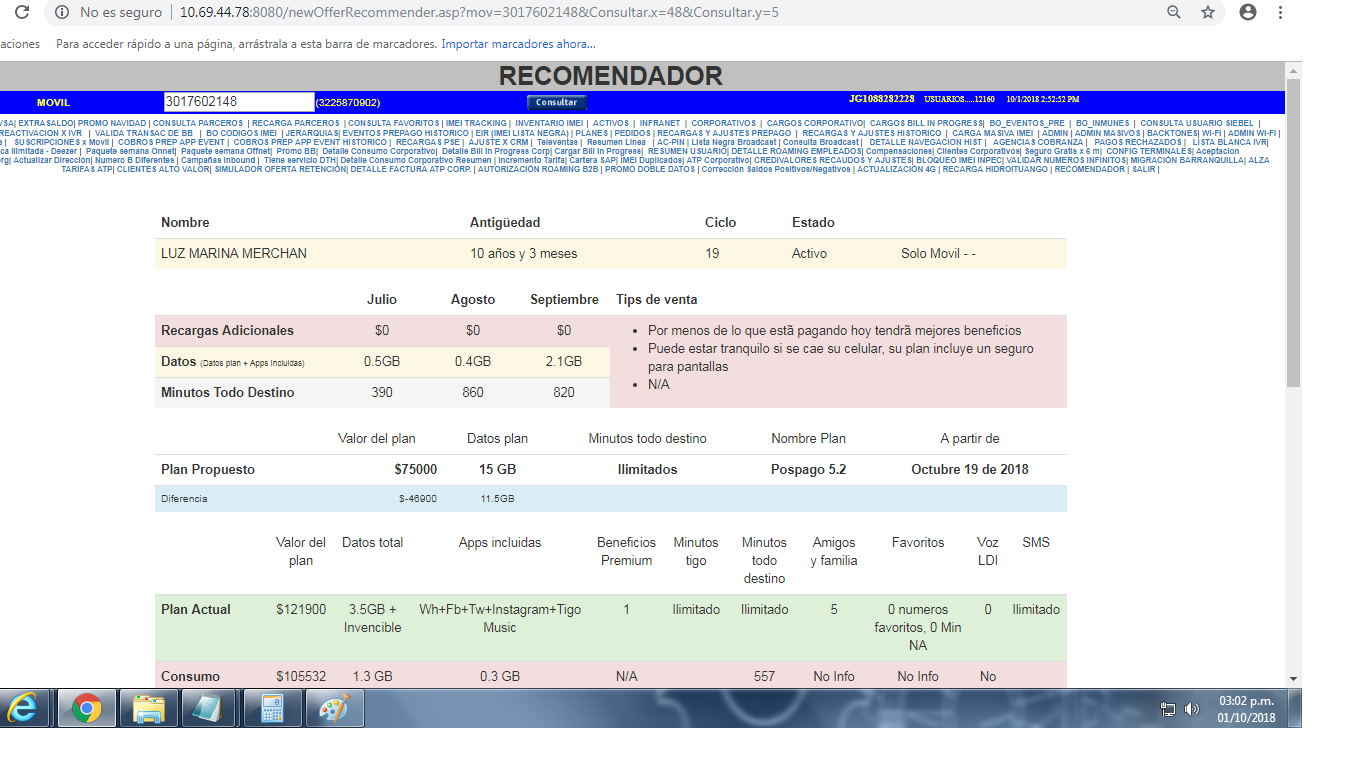 No es seguro | 10.69.44.78:8080/newOfferRecommender.asp?mov=3017602148&Consultar.x=48&Consultar.y=5
aciones Para acceder rápido a una página, arrástrala a esta barra de marcadores. Importar marcadores ahora...
RECOMENDADOR
MOVIL 3017602148 (3225870902) Consultar JG1088282228 USUARIOS.....12160 10/1/2018 2:52:52 PM
/SA| EXTRASALDO| PROMO NAVIDAD | CONSULTA PARCEROS | RECARGA PARCEROS | CONSULTA FAVORITOS | IMEI TRACKING | INVENTARIO IMEI | ACTIVOS | INFRANET | CORPORATIVOS | CARGOS CORPORATIVO| CARGOS BILL IN PROGRESS| BO_EVENTOS_PRE | BO_INMUNES | CONSULTA USUARIO SIEBEL |
REACTIVACION X IVR | VALIDA TRANSAC DE BB | BO CODIGOS IMEI | JERARQUIAS| EVENTOS PREPAGO HISTORICO | EIR (IMEI LISTA NEGRA) | PLANES | PEDIDOS | RECARGAS Y AJUSTES PREPAGO | RECARGAS Y AJUSTES HISTORICO | CARGA MASIVA IMEI | ADMIN | ADMIN MASIVOS | BACKTONES| WI-FI | ADMIN WI-FI |
s | SUSCRIPCIONES x Movil | COBROS PREP APP EVENT | COBROS PREP APP EVENT HISTORICO | RECARGAS PSE | AJUSTE X CRM | Televentas | Resumen Linea | AC-PIN | Lista Negra Broadcast | Consulta Broadcast | DETALLE NAVEGACION HIST | AGENCIAS COBRANZA | PAGOS RECHAZADOS | LISTA BLANCA IVR|
ca Ilimitada - Deezer | Paquete semana Onnet| Paquete semana Offnet| Promo BB| Detalle Consumo Corporativo| Detalle Bill In Progress Corp| Cargar Bill In Progress| RESUMEN USUARIO| DETALLE ROAMING EMPLEADOS| Compensaciones| Clientes Corporativos| Seguro Gratis x 6 m| CONFIG TERMINALES| Aceptacion
org| Actualizar Dirección| Numero B Diferentes | Campañas Inbound | Tiene servicio DTH| Detalle Consumo Corporativo Resumen | Incremento Tarifa| Cartera SAP| IMEI Duplicados| ATP Corporativo| CREDIVALORES RECAUDOS Y AJUSTES| BLOQUEO IMEI INPEC| VALIDAR NUMEROS INFINITOS| MIGRACIÓN BARRANQUILLA| ALZA
TARIFAS ATP| CLIENTES ALTO VALOR| SIMULADOR OFERTA RETENCIÓN| DETALLE FACTURA ATP CORP. | AUTORIZACIÓN ROAMING B2B | PROMO DOBLE DATOS | Corrección Saldos Positivos/Negativos | ACTUALIZACIÓN 4G | RECARGA HIDROITUANGO | RECOMENDADOR | SALIR |
Nombre Antigüedad Ciclo Estado
LUZ MARINA MERCHAN 10 años y 3 meses 19 Activo Solo Movil - -
Julio Agosto Septiembre Tips de venta
Recargas Adicionales $0 $0 $0
Datos (Datos plan + Apps incluidas) 0.5GB 0.4GB 2.1GB
Minutos Todo Destino 390 860 820
• Por menos de lo que estã pagando hoy tendrã mejores beneficios
• Puede estar tranquilo si se cae su celular, su plan incluye un seguro
para pantallas
• N/A
Valor del plan Datos plan Minutos todo destino Nombre Plan A partir de
Plan Propuesto $75000 15 GB Ilimitados Pospago 5.2 Octubre 19 de 2018
Diferencia $-46900 11.5GB
Valor del plan Datos total Apps incluidas Beneficios Premium Minutos tigo Minutos todo destino Amigos y familia Favoritos Voz LDI SMS
Plan Actual $121900 3.5GB + Invencible Wh+Fb+Tw+Instagram+Tigo Music 1 Ilimitado Ilimitado 5 0 numeros favoritos, 0 Min NA 0 Ilimitado
Consumo $105532 1.3 GB 0.3 GB N/A 557 No Info No Info No
03:02 p.m.
01/10/2018